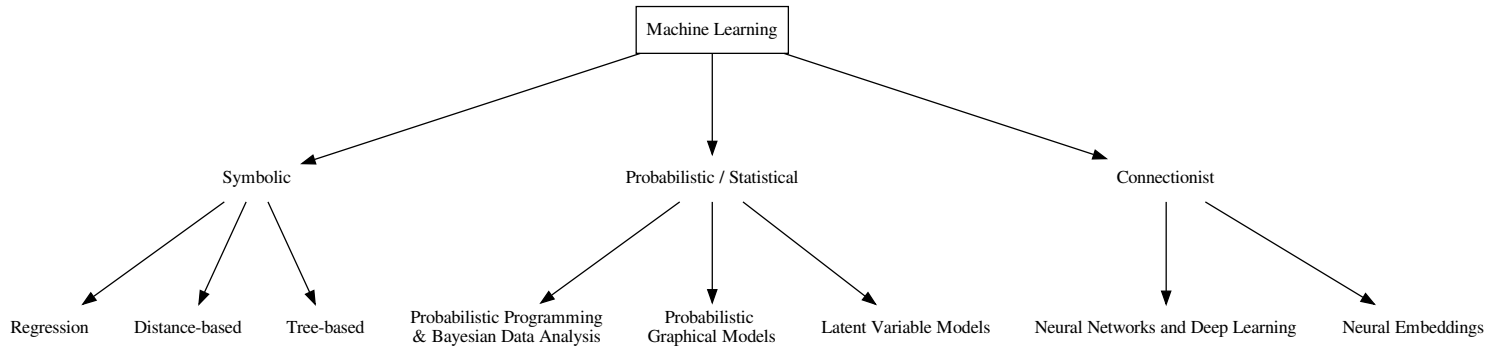 Machine Learning
Symbolic
Probabilistic / Statistical
Connectionist
Regression
Distance-based
Tree-based
Probabilistic Programming
& Bayesian Data Analysis
Probabilistic
Graphical Models
Latent Variable Models
Neural Networks and Deep Learning
Neural Embeddings